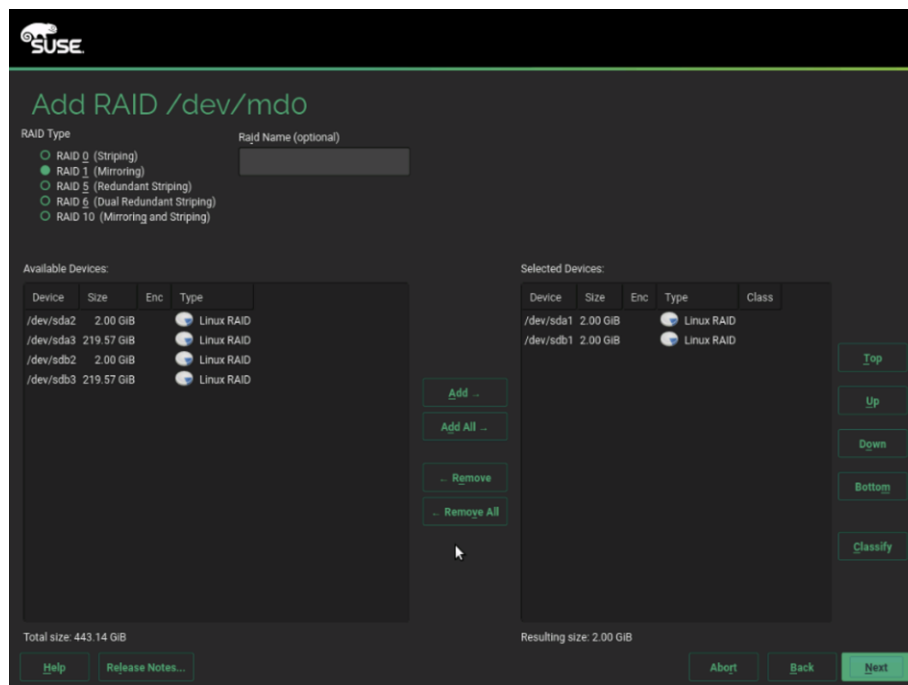 SUSE.
Add RAID /dev/md0
RAID Type
Raid Name (optional)
RAID 0 (Striping)
RAID 1 (Mirroring)
RAID 5 (Redundant Striping)
RAID 6 (Dual Redundant Striping)
RAID 10 (Mirroring and Striping)
Available Devices:
Device Size Enc Type
/dev/sda2 2.00 GiB Linux RAID
/dev/sda3 219.57 GiB Linux RAID
/dev/sdb2 2.00 GiB Linux RAID
/dev/sdb3 219.57 GiB Linux RAID
Total size: 443.14 GiB
Add →
Add All →
← Remove
← Remove All
Selected Devices:
Device Size Enc Type Class
/dev/sda1 2.00 GiB Linux RAID
/dev/sdb1 2.00 GiB Linux RAID
Resulting size: 2.00 GiB
Top
Up
Down
Bottom
Classify
Help Release Notes... Abort Back Next